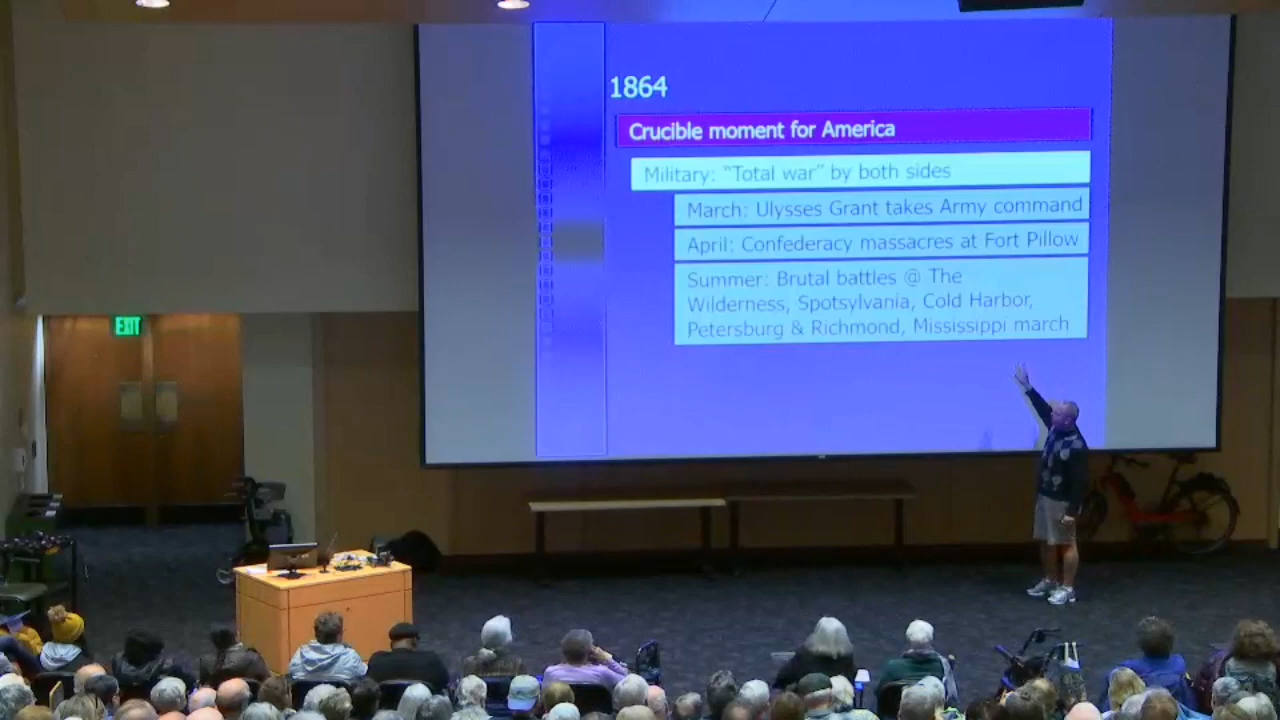 1864
Crucible moment for America
Military: “Total war” by both sides
March: Ulysses Grant takes Army command
April: Confederacy massacres at Fort Pillow
Summer: Brutal battles @ The
Wilderness, Spotsylvania, Cold Harbor,
Petersburg & Richmond, Mississippi march
EXIT